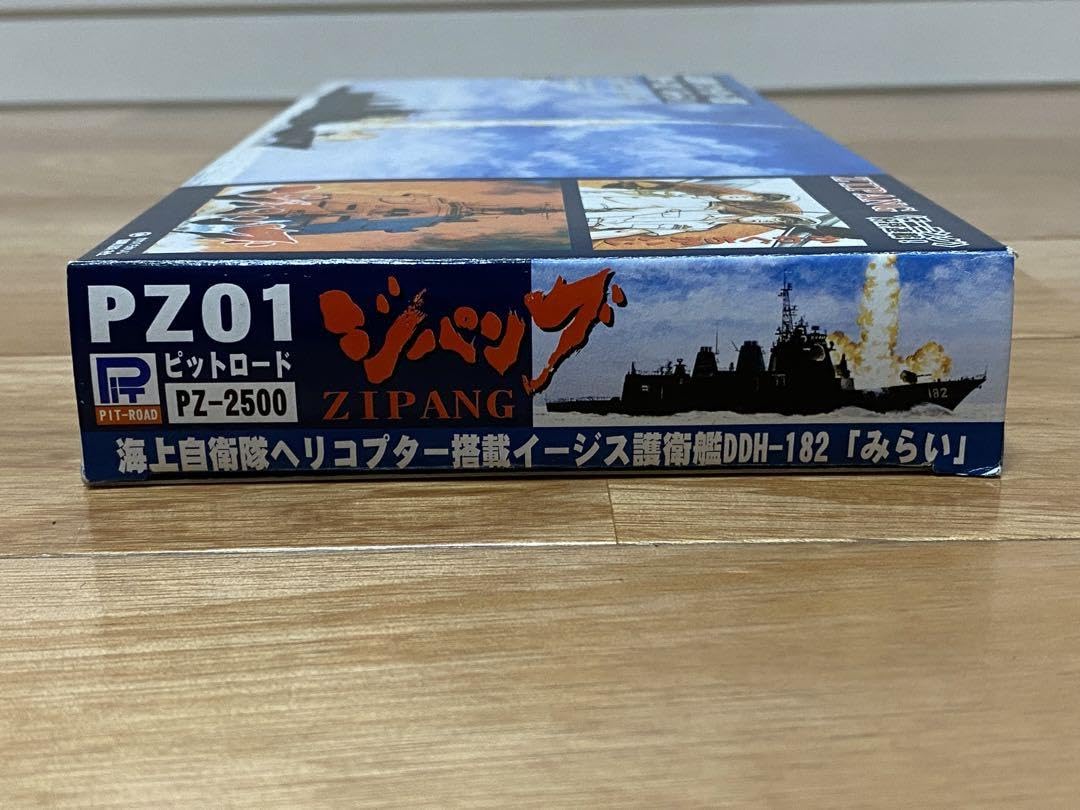 PZ01
ジパング
ZIPANG
ピットロード
PIT-ROAD
PZ-2500
182
海上自衛隊ヘリコプター搭載イージス護衛艦DDH-182「みらい」